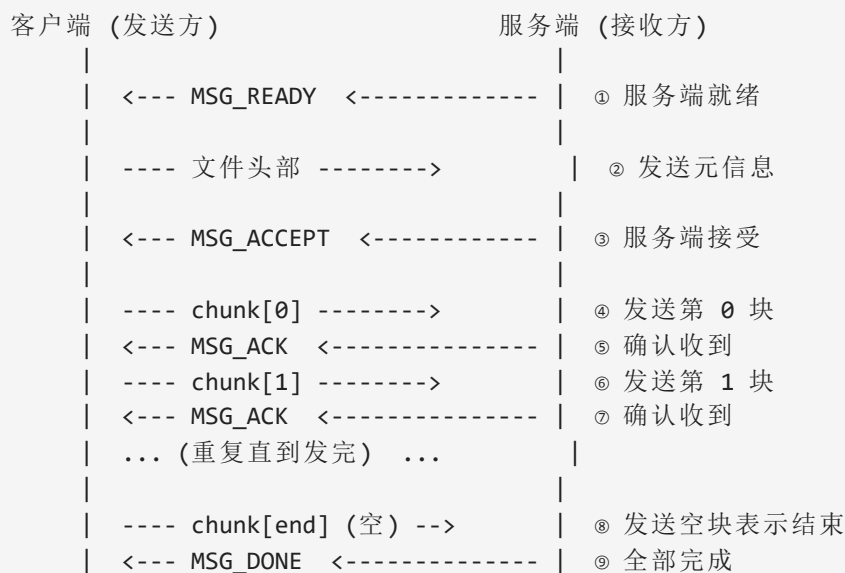 客户端 (发送方)                    服务端 (接收方)
    |                                  |
    |  <--- MSG_READY  <------------- |  ① 服务端就绪
    |                                  |
    |  ---- 文件头部 -------->          |  ② 发送元信息
    |                                  |
    |  <--- MSG_ACCEPT  <------------ |  ③ 服务端接受
    |                                  |
    |  ---- chunk[0] -------->         |  ④ 发送第 0 块
    |  <--- MSG_ACK  <--------------- |  ⑤ 确认收到
    |  ---- chunk[1] -------->         |  ⑥ 发送第 1 块
    |  <--- MSG_ACK  <--------------- |  ⑦ 确认收到
    |  ... (重复直到发完) ...           |
    |                                  |
    |  ---- chunk[end] (空) -->        |  ⑧ 发送空块表示结束
    |  <--- MSG_DONE  <-------------- |  ⑨ 全部完成